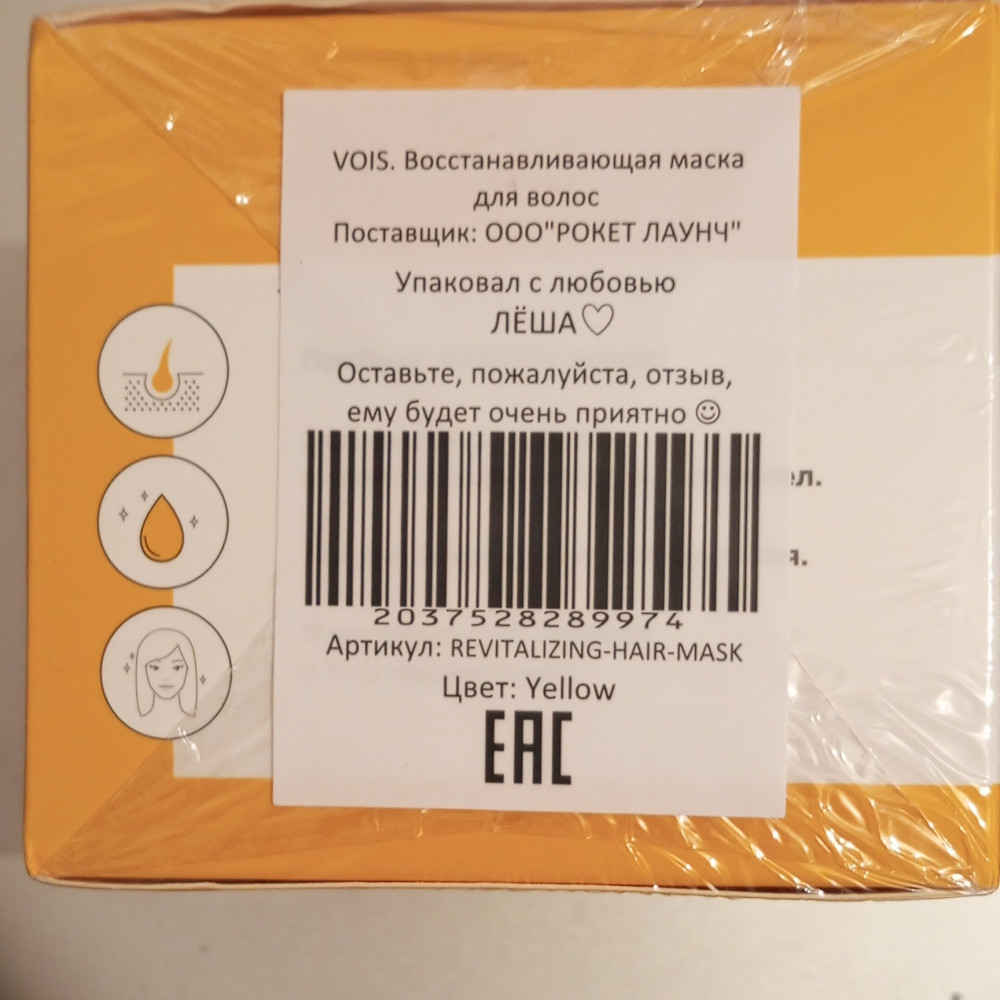 VOIS. Восстанавливающая маска
для волос
Поставщик: ООО"РОКЕТ ЛАУНЧ"
Упаковал с любовью
ЛЁША♡
Оставьте, пожалуйста, отзыв,
ему будет очень приятно ☺
2037528289974
Артикул: REVITALIZING-HAIR-MASK
Цвет: Yellow
EAC